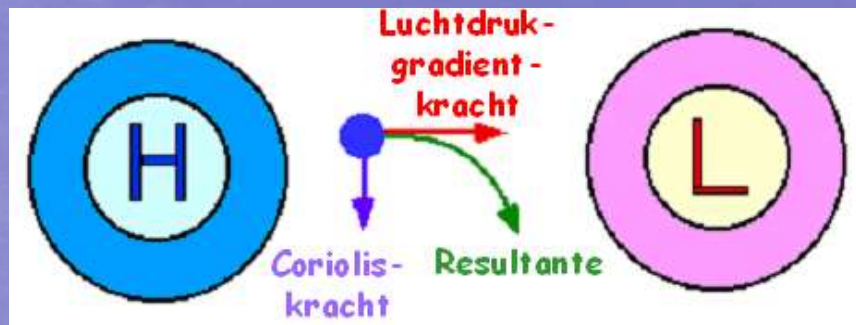 Luchtdruk-
gradient-
kracht
H
L
Coriolis-
kracht
Resultante